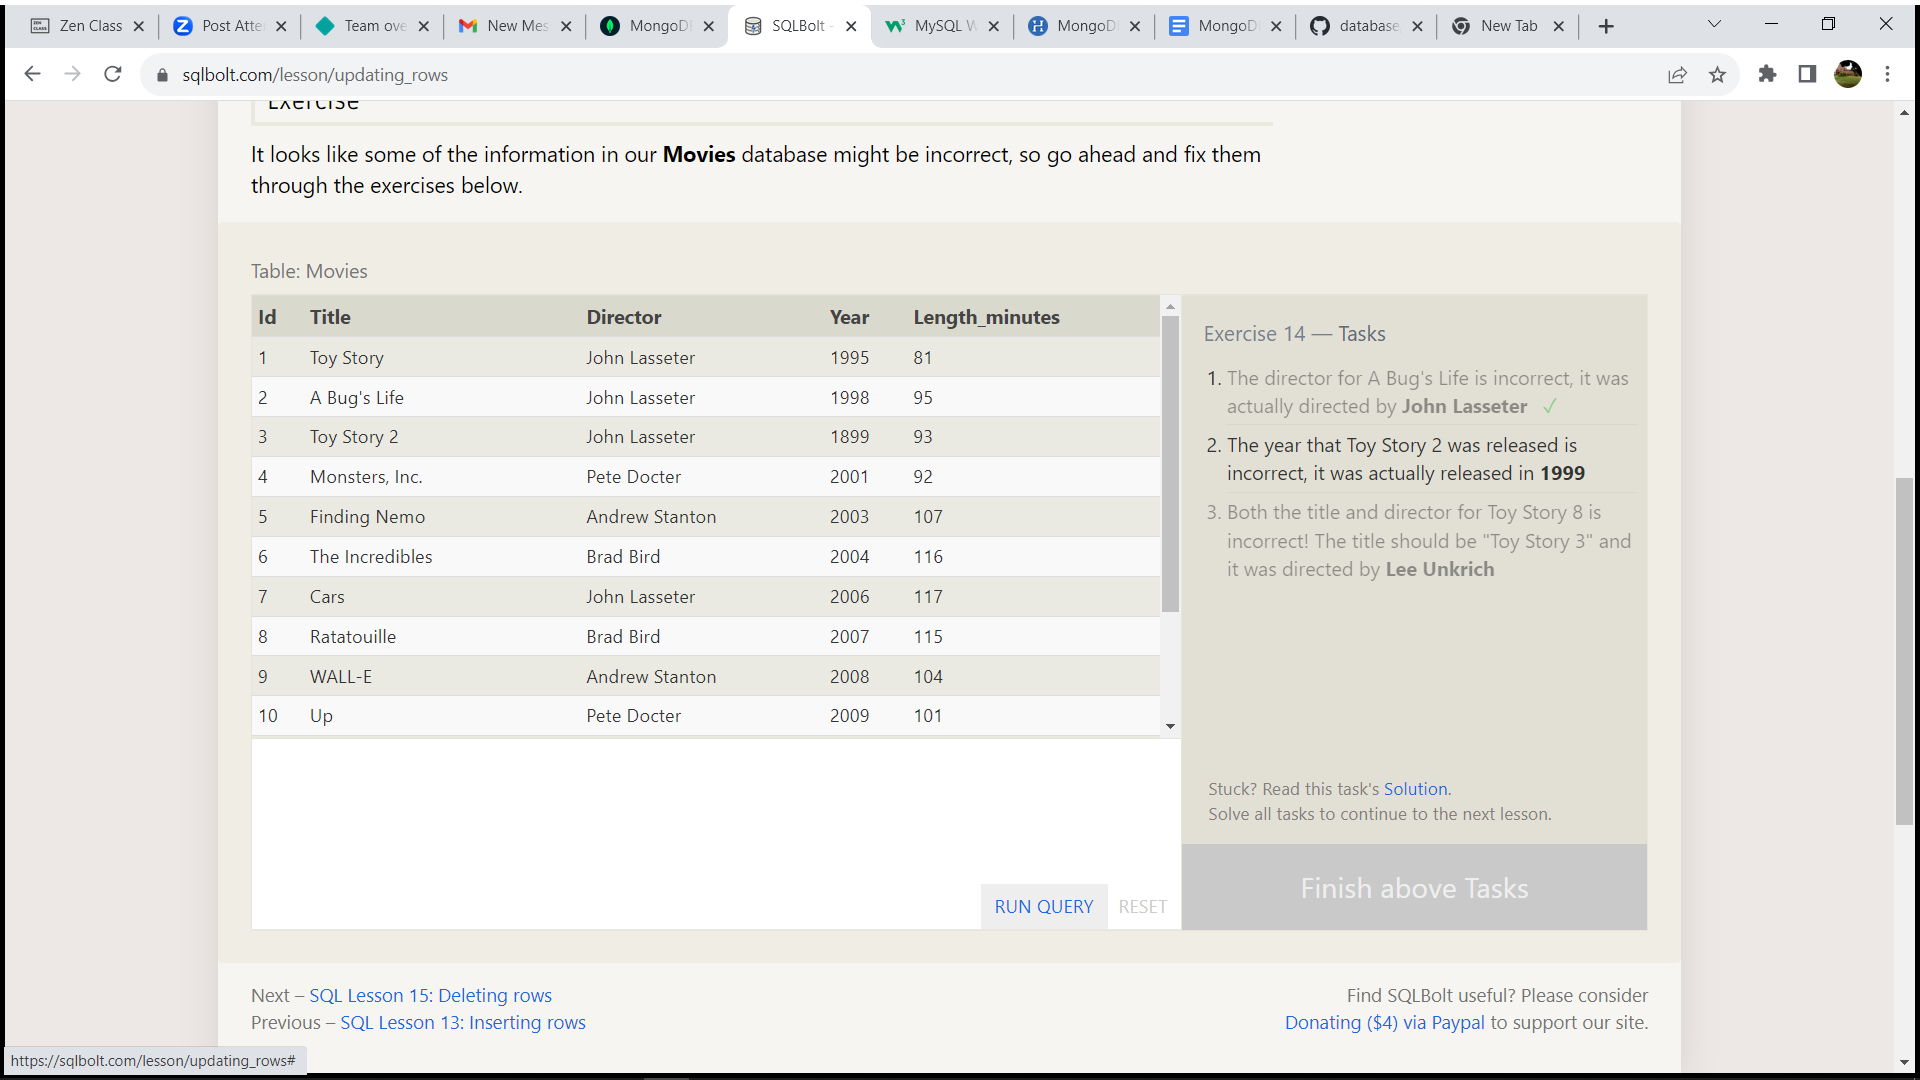 Zen Class
Post Atte
Team ove
New Mes
MongoD
SQLBolt -
MySQL W
MongoD
MongoD
database
New Tab
sqlbolt.com/lesson/updating_rows
Exercise
It looks like some of the information in our Movies database might be incorrect, so go ahead and fix them
through the exercises below.
Table: Movies
Id Title Director Year Length_minutes
1 Toy Story John Lasseter 1995 81
2 A Bug's Life John Lasseter 1998 95
3 Toy Story 2 John Lasseter 1899 93
4 Monsters, Inc. Pete Docter 2001 92
5 Finding Nemo Andrew Stanton 2003 107
6 The Incredibles Brad Bird 2004 116
7 Cars John Lasseter 2006 117
8 Ratatouille Brad Bird 2007 115
9 WALL-E Andrew Stanton 2008 104
10 Up Pete Docter 2009 101
RUN QUERY RESET
Exercise 14 — Tasks
1. The director for A Bug's Life is incorrect, it was
actually directed by John Lasseter ✓
2. The year that Toy Story 2 was released is
incorrect, it was actually released in 1999
3. Both the title and director for Toy Story 8 is
incorrect! The title should be "Toy Story 3" and
it was directed by Lee Unkrich
Stuck? Read this task's Solution.
Solve all tasks to continue to the next lesson.
Finish above Tasks
Next – SQL Lesson 15: Deleting rows
Previous – SQL Lesson 13: Inserting rows
Find SQLBolt useful? Please consider
Donating ($4) via Paypal to support our site.
https://sqlbolt.com/lesson/updating_rows#